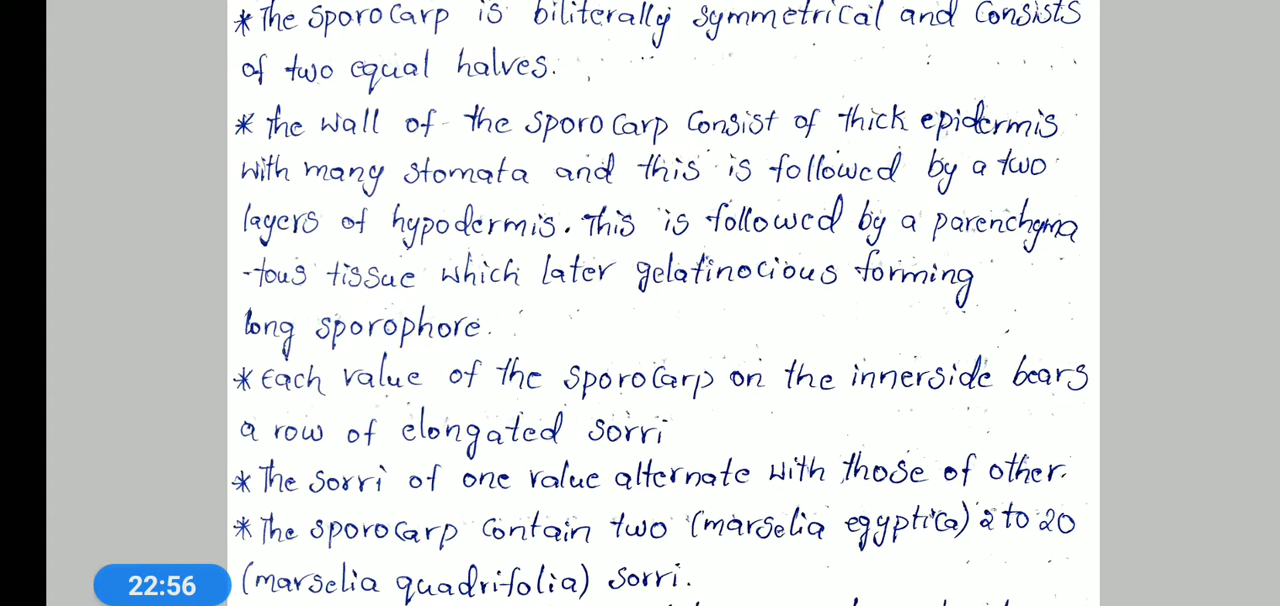 * The sporocarp is biliterally symmetrical and consists
of two equal halves.
* the wall of the sporocarp consist of thick epidermis
with many stomata and this is followed by a two
layers of hypodermis. This is followed by a parenchyma
-tous tissue which later gelatinocious forming
long sporophore.
* Each value of the sporocarp on the innerside bears
a row of elongated sorri
* The sorri of one value alternate with those of other.
* The sporocarp contain two (marselia egyptica) 2 to 20
(marselia quadrifolia) sorri.
22:56